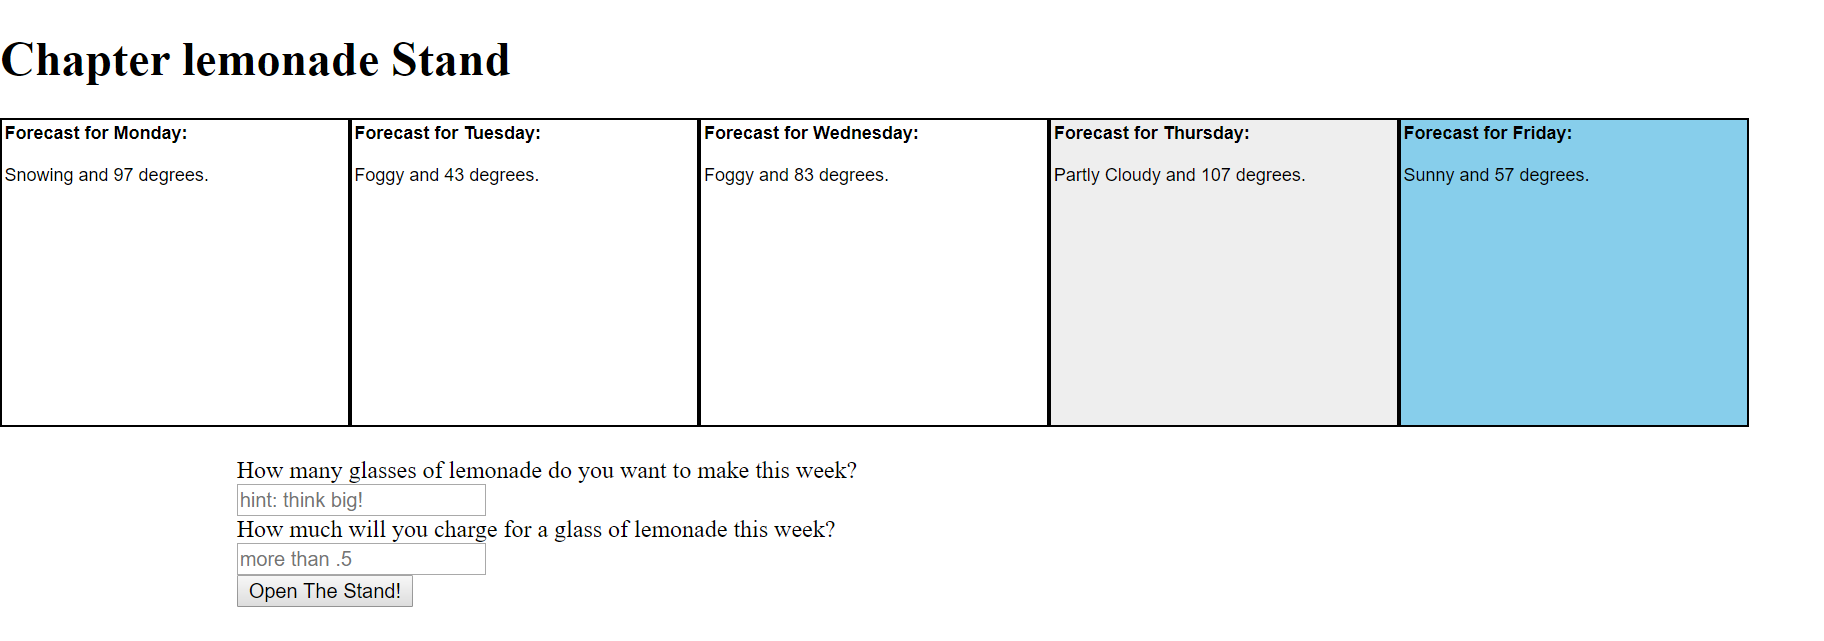 Chapter lemonade Stand
Forecast for Monday:
Snowing and 97 degrees.
Forecast for Tuesday:
Foggy and 43 degrees.
Forecast for Wednesday:
Foggy and 83 degrees.
Forecast for Thursday:
Partly Cloudy and 107 degrees.
Forecast for Friday:
Sunny and 57 degrees.
How many glasses of lemonade do you want to make this week?
hint: think big!
How much will you charge for a glass of lemonade this week?
more than .5
Open The Stand!